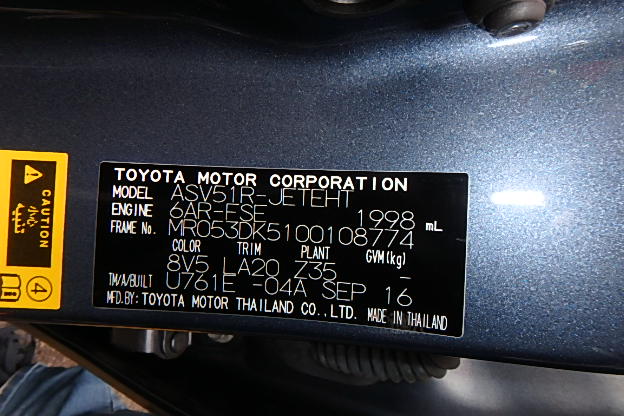 TOYOTA MOTOR CORPORATION
MODEL ASV51R-JETEHT
ENGINE 6AR-FSE 1998 mL
FRAME No. MR053DK5100108774
COLOR TRIM PLANT GVM(kg)
8V5 LA20 Z35 –
TM/A/BUILT U761E -04A SEP 16
MFD.BY: TOYOTA MOTOR THAILAND CO.,LTD. MADE IN THAILAND
CAUTION
4